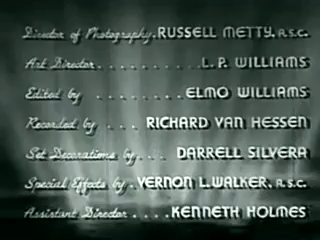 Director of Photography. RUSSELL METTY, A.S.C.
Art Director . . . . . . . . . L. P. WILLIAMS
Edited by . . . . . . . . . ELMO WILLIAMS
Recorded by . . . . RICHARD VAN HESSEN
Set Decorations by . . . DARRELL SILVERA
Special Effects by . VERNON L. WALKER, A.S.C.
Assistant Director . . . . KENNETH HOLMES